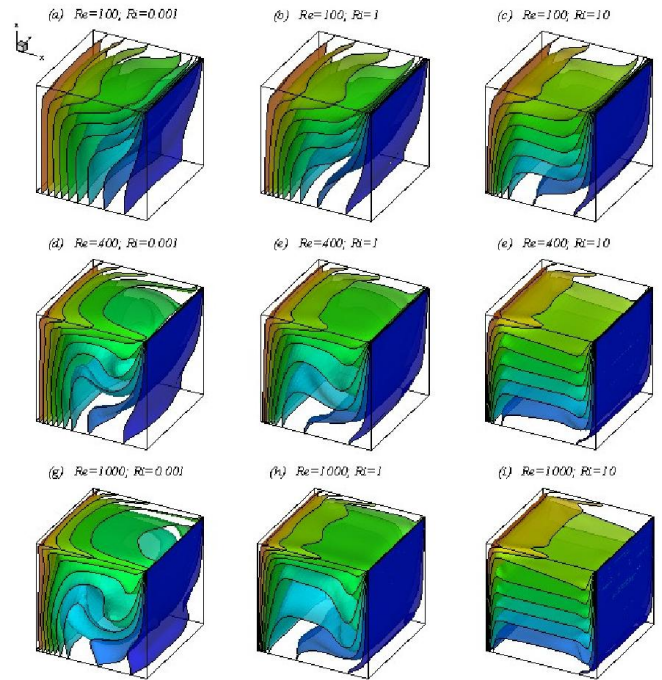 (a) Re=100; Ri=0.001
(b) Re=100; Ri=1
(c) Re=100; Ri=10
z
x
(d) Re=400; Ri=0.001
(e) Re=400; Ri=1
(e) Re=400; Ri=10
(g) Re=1000; Ri=0.001
(h) Re=1000; Ri=1
(i) Re=1000; Ri=10